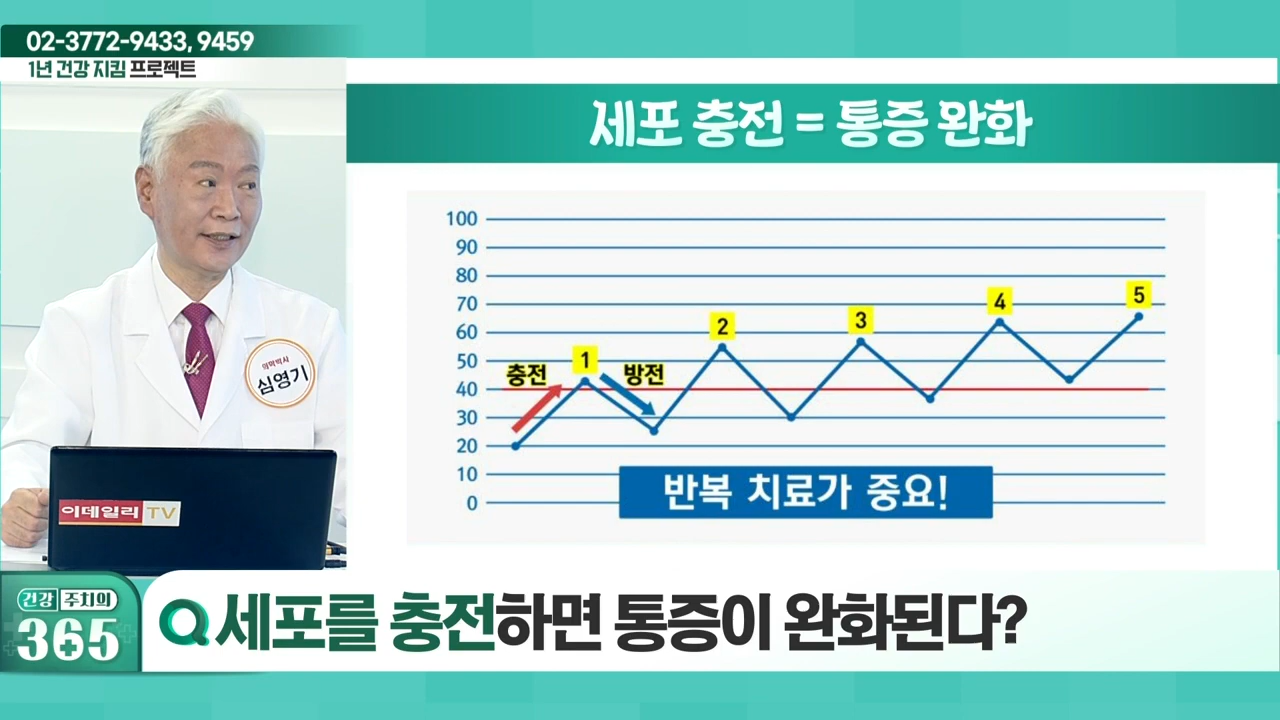 02-3772-9433, 9459
1년 건강 지킴 프로젝트
세포 충전 = 통증 완화
100
90
80
70
60
50
40
30
20
10
0
충전
1
방전
2
3
4
5
반복 치료가 중요!
의학박사
심영기
이데일리 TV
건강 주치의
365
Q 세포를 충전하면 통증이 완화된다?